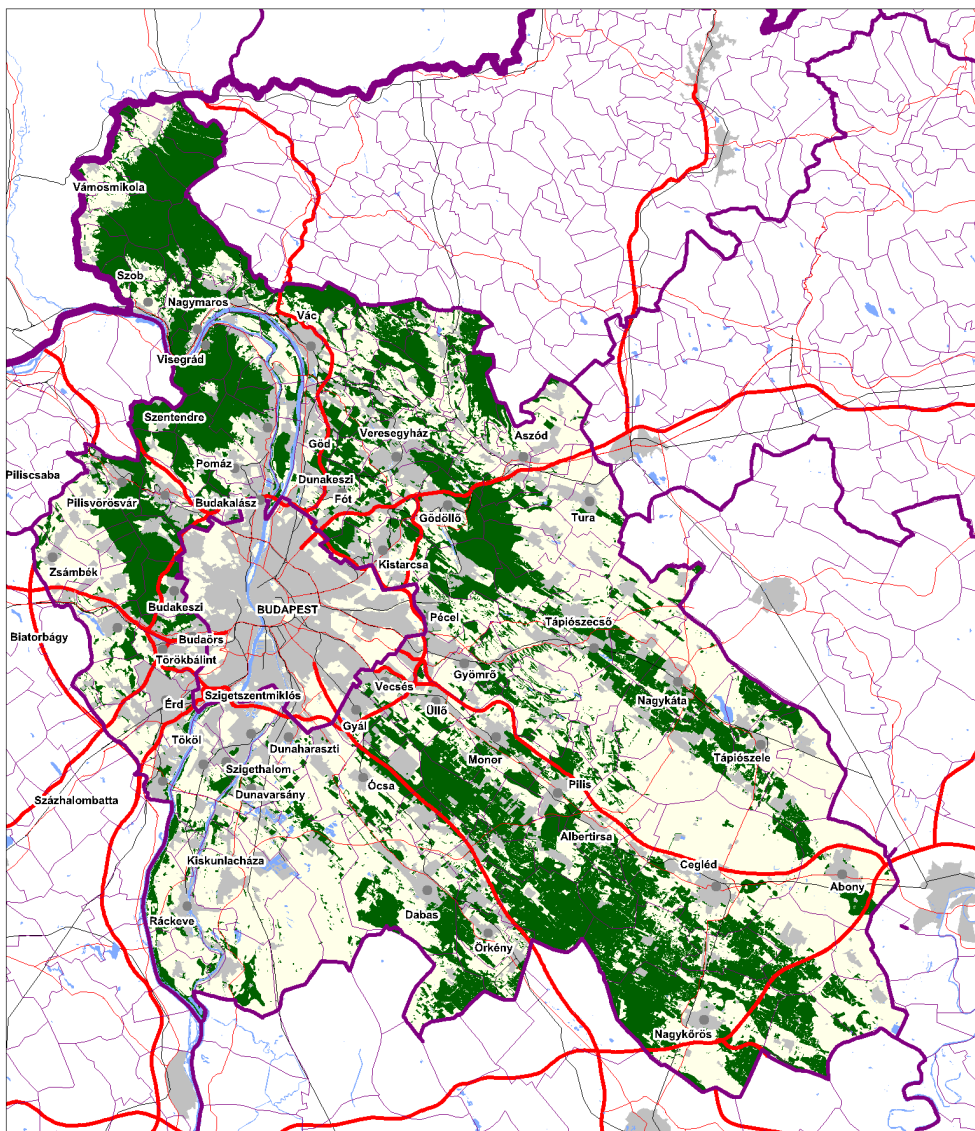 Vámosmikola
Szob
Nagymaros
Vác
Visegrád
Szentendre
Göd
Veresegyház
Aszód
Pomáz
Dunakeszi
Piliscsaba
Pilisvörösvár
Budakalász
Fót
Gödöllő
Tura
Kistarcsa
Zsámbék
Budakeszi
BUDAPEST
Pécel
Tápiószecső
Biatorbágy
Budaörs
Törökbálint
Gyömrő
Vecsés
Érd
Szigetszentmiklós
Nagykáta
Üllő
Gyál
Tököl
Dunaharaszti
Monor
Tápiószele
Szigethalom
Ócsa
Pilis
Dunavarsány
Százhalombatta
Albertirsa
Kiskunlacháza
Cegléd
Abony
Ráckeve
Dabas
Örkény
Nagykőrös